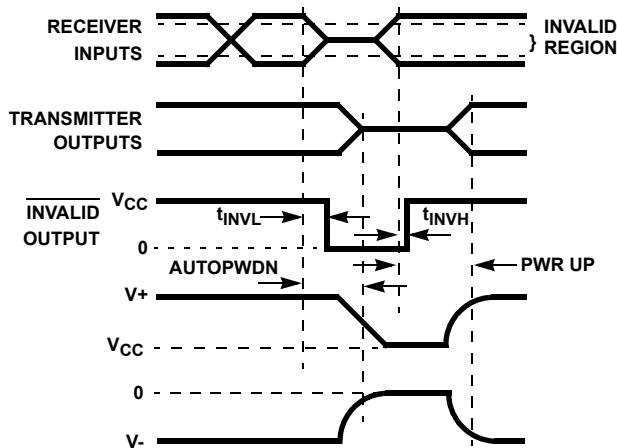 RECEIVER
INPUTS
} INVALID
REGION
TRANSMITTER
OUTPUTS
INVALID
OUTPUT
VCC
tINVL
tINVH
0
AUTOPWDN
PWR UP
V+
VCC
0
V-